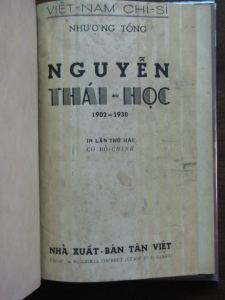 VIỆT-NAM CHÍ-SĨ
NHƯỢNG TỐNG
NGUYỄN
THÁI-HỌC
1902-1930
IN LẦN THỨ HAI
CÓ BỔ-CHÍNH
NHÀ XUẤT-BẢN TÂN VIỆT